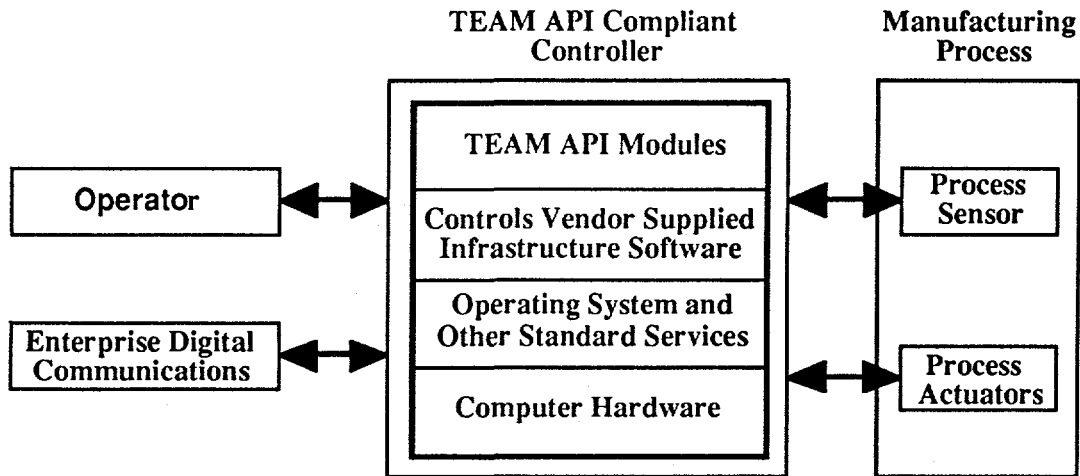 TEAM API Compliant
Controller
Manufacturing
Process
TEAM API Modules
Operator
Controls Vendor Supplied
Infrastructure Software
Process
Sensor
Operating System and
Other Standard Services
Enterprise Digital
Communications
Process
Actuators
Computer Hardware